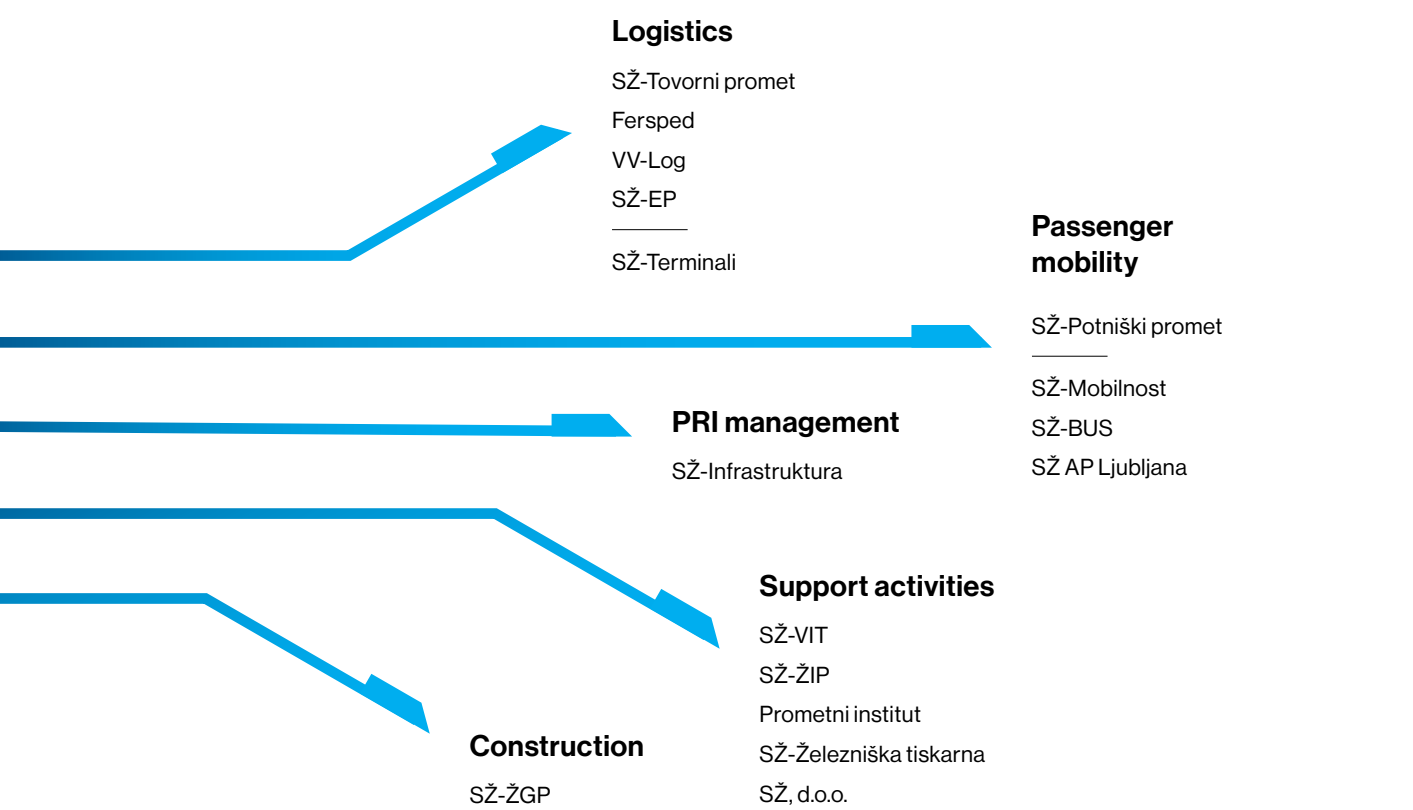 Logistics
SŽ-Tovorni promet
Fersped
VV-Log
SŽ-EP
SŽ-Terminali
Passenger
mobility
SŽ-Potniški promet
SŽ-Mobilnost
SŽ-BUS
SŽ AP Ljubljana
PRI management
SŽ-Infrastruktura
Support activities
SŽ-VIT
SŽ-ŽIP
Prometni institut
SŽ-Železniška tiskarna
SŽ, d.o.o.
Construction
SŽ-ŽGP